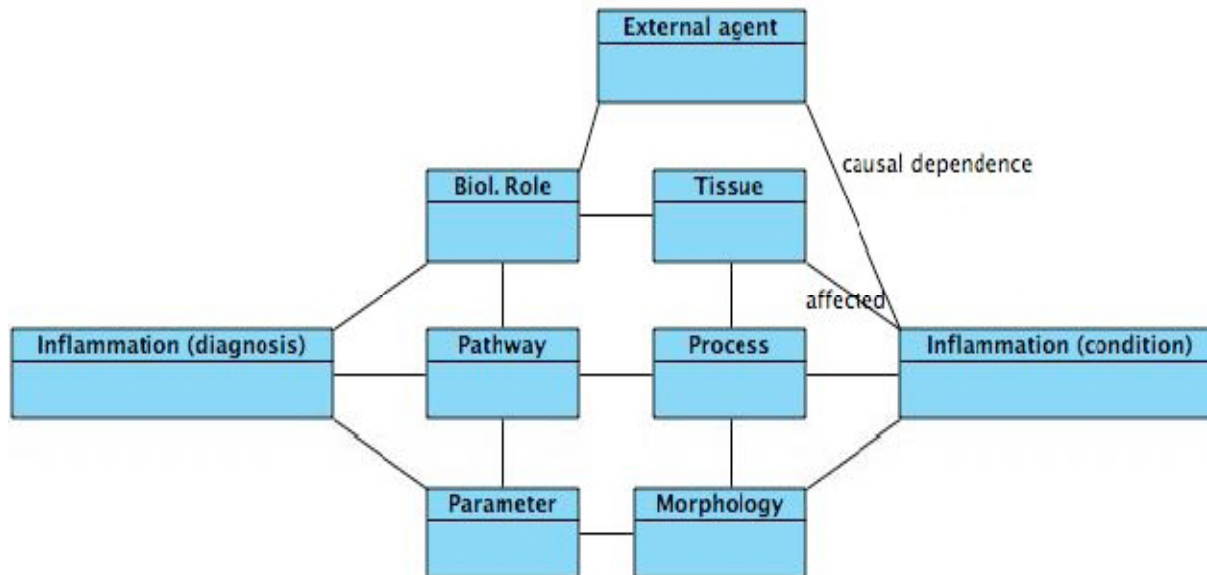 External agent
causal dependence
Biol. Role
Tissue
affected
Inflammation (diagnosis)
Pathway
Process
Inflammation (condition)
Parameter
Morphology